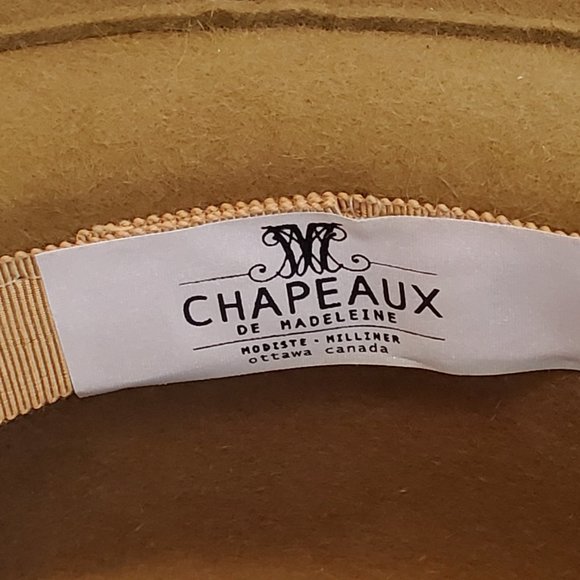 CHAPEAUX
DE MADELEINE
MODISTE - MILLINER
ottawa canada